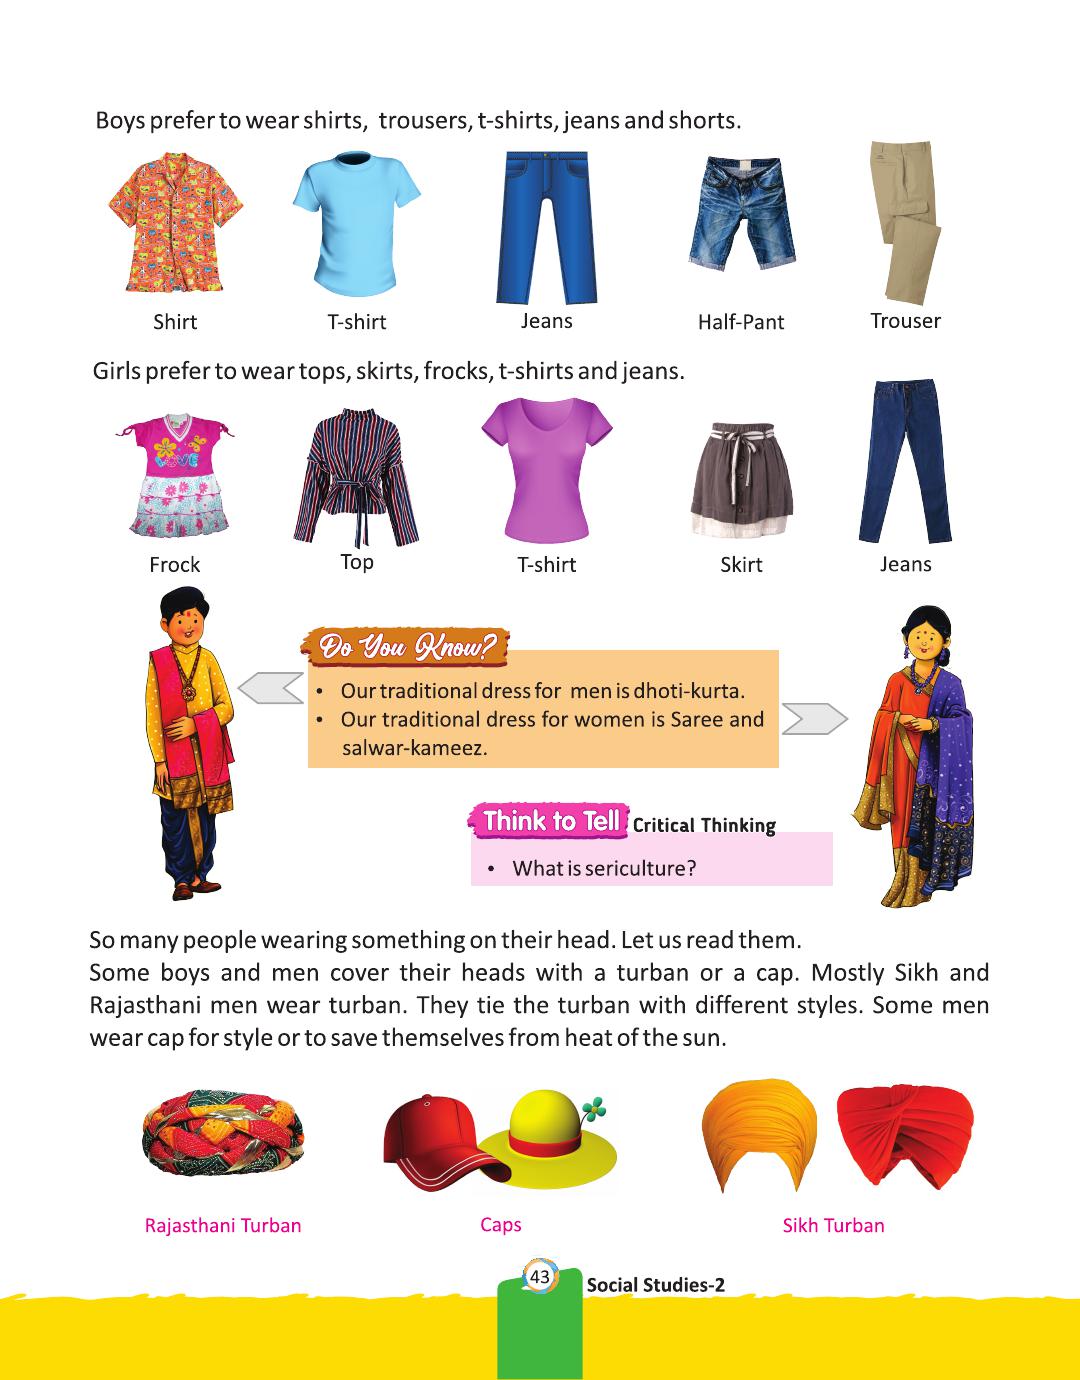 Boys prefer to wear shirts, trousers, t-shirts, jeans and shorts.
Shirt
T-shirt
Jeans
Half-Pant
Trouser
Girls prefer to wear tops, skirts, frocks, t-shirts and jeans.
LOVE
Frock
Top
T-shirt
Skirt
Jeans
Do You Know?
• Our traditional dress for men is dhoti-kurta.
• Our traditional dress for women is Saree and
salwar-kameez.
Think to Tell Critical Thinking
• What is sericulture?
So many people wearing something on their head. Let us read them.
Some boys and men cover their heads with a turban or a cap. Mostly Sikh and
Rajasthani men wear turban. They tie the turban with different styles. Some men
wear cap for style or to save themselves from heat of the sun.
Rajasthani Turban
Caps
Sikh Turban
43
Social Studies-2